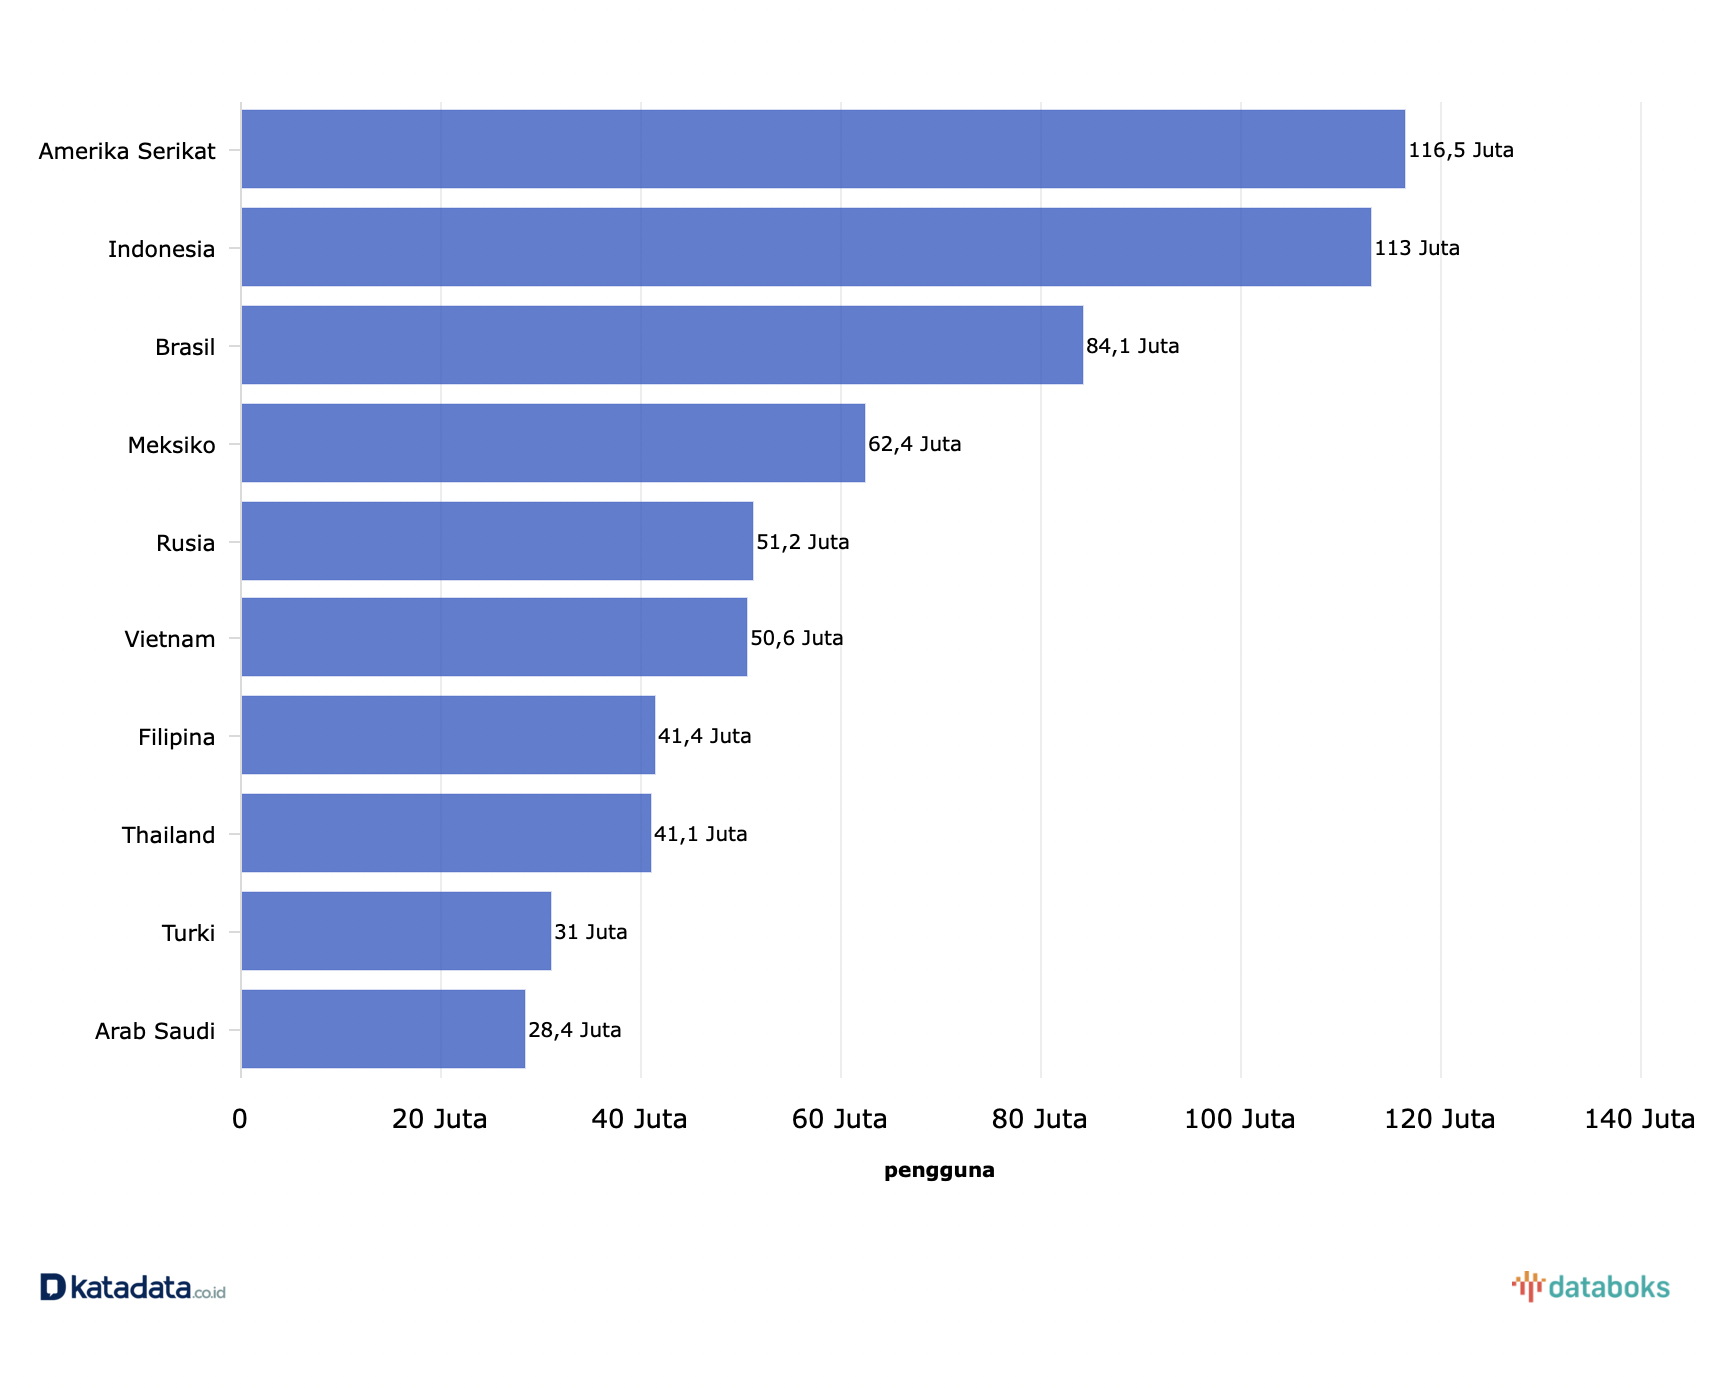 Amerika Serikat 116,5 Juta
Indonesia 113 Juta
Brasil 84,1 Juta
Meksiko 62,4 Juta
Rusia 51,2 Juta
Vietnam 50,6 Juta
Filipina 41,4 Juta
Thailand 41,1 Juta
Turki 31 Juta
Arab Saudi 28,4 Juta
0 20 Juta 40 Juta 60 Juta 80 Juta 100 Juta 120 Juta 140 Juta
pengguna
katadata.co.id databoks